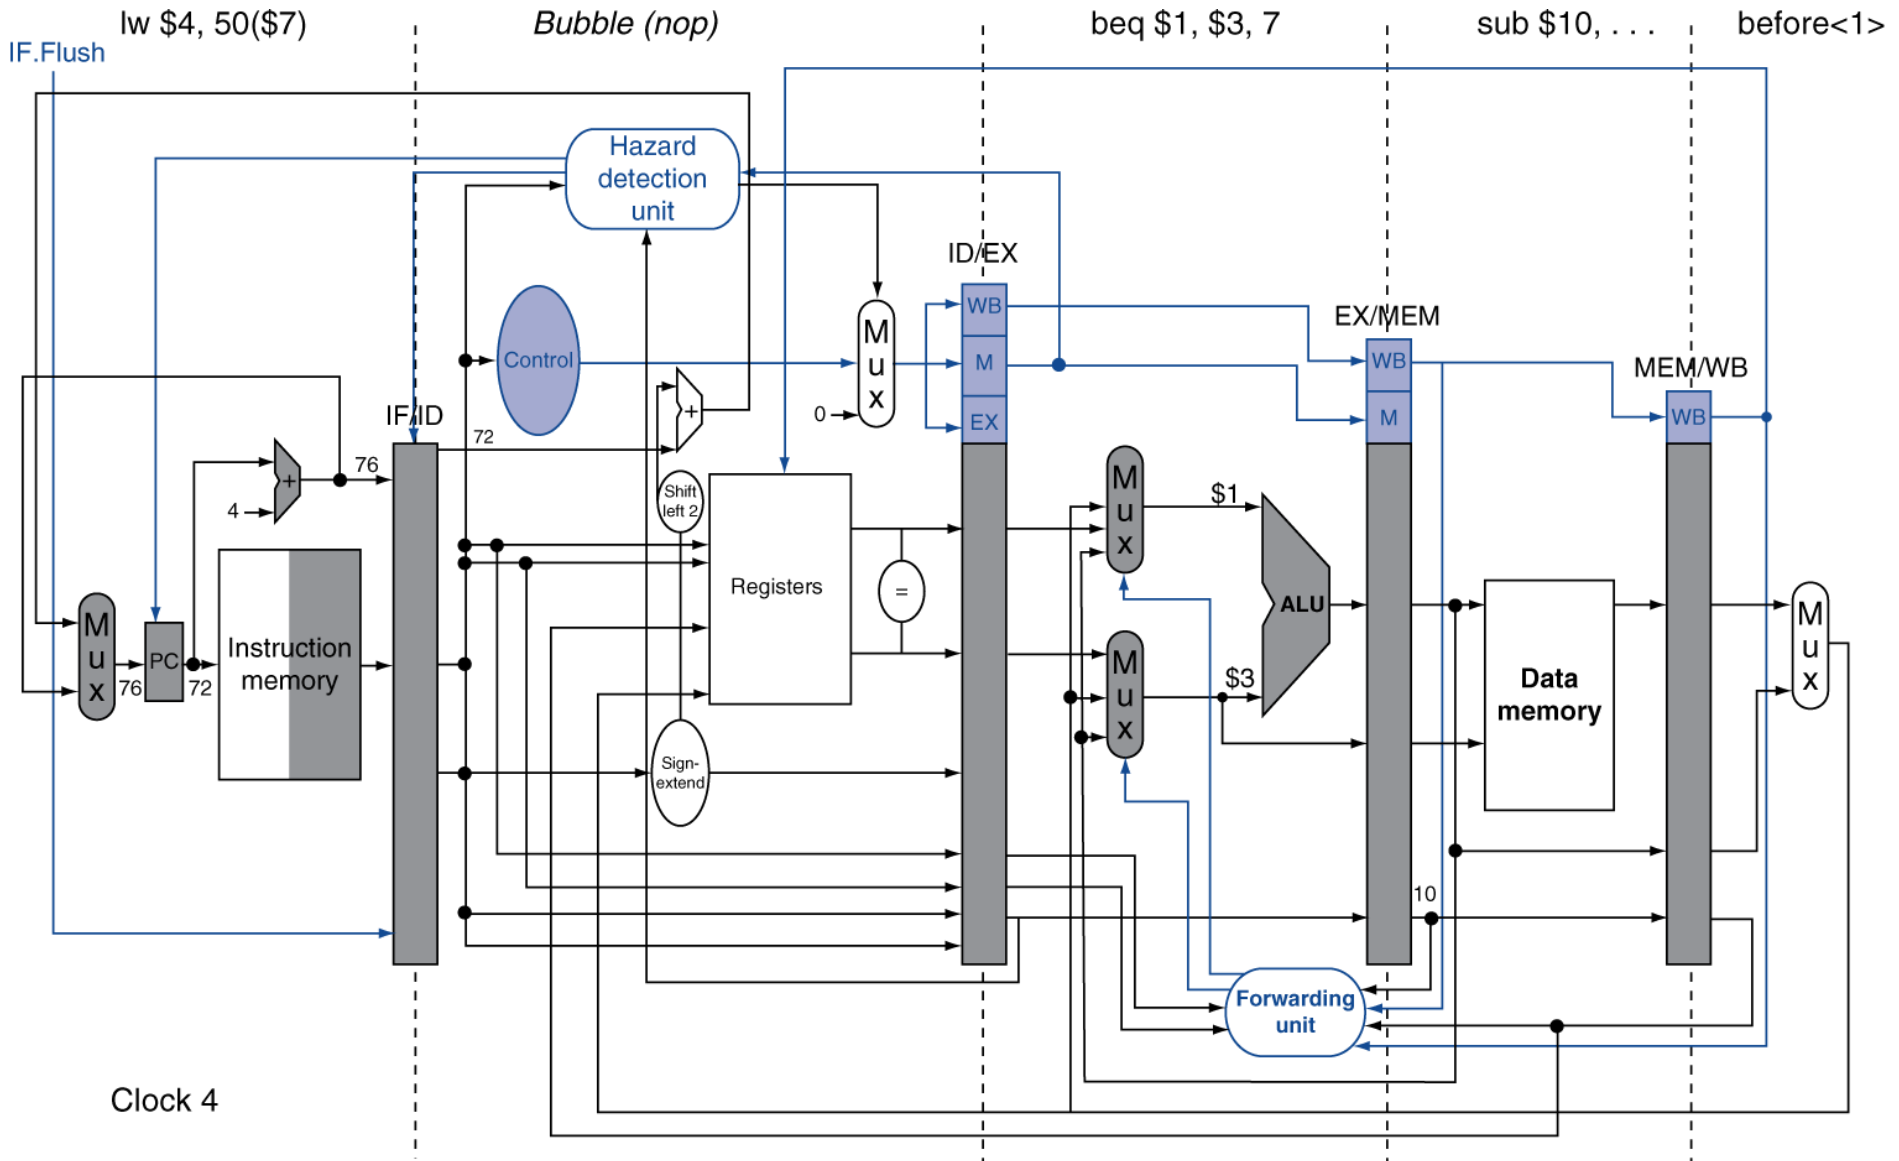 lw $4, 50($7)
Bubble (nop)
beq $1, $3, 7
sub $10, . . .
before<1>
IF.Flush
Hazard
detection
unit
ID/EX
WB
M
EX
EX/MEM
WB
M
MEM/WB
WB
Control
M
u
x
0
+
IF/ID
72
76
+
4
Shift
left 2
Registers
=
M
u
x
$1
ALU
M
u
x
$3
M
u
x
76
PC
72
Instruction
memory
Data
memory
M
u
x
Sign-
extend
10
Forwarding
unit
Clock 4